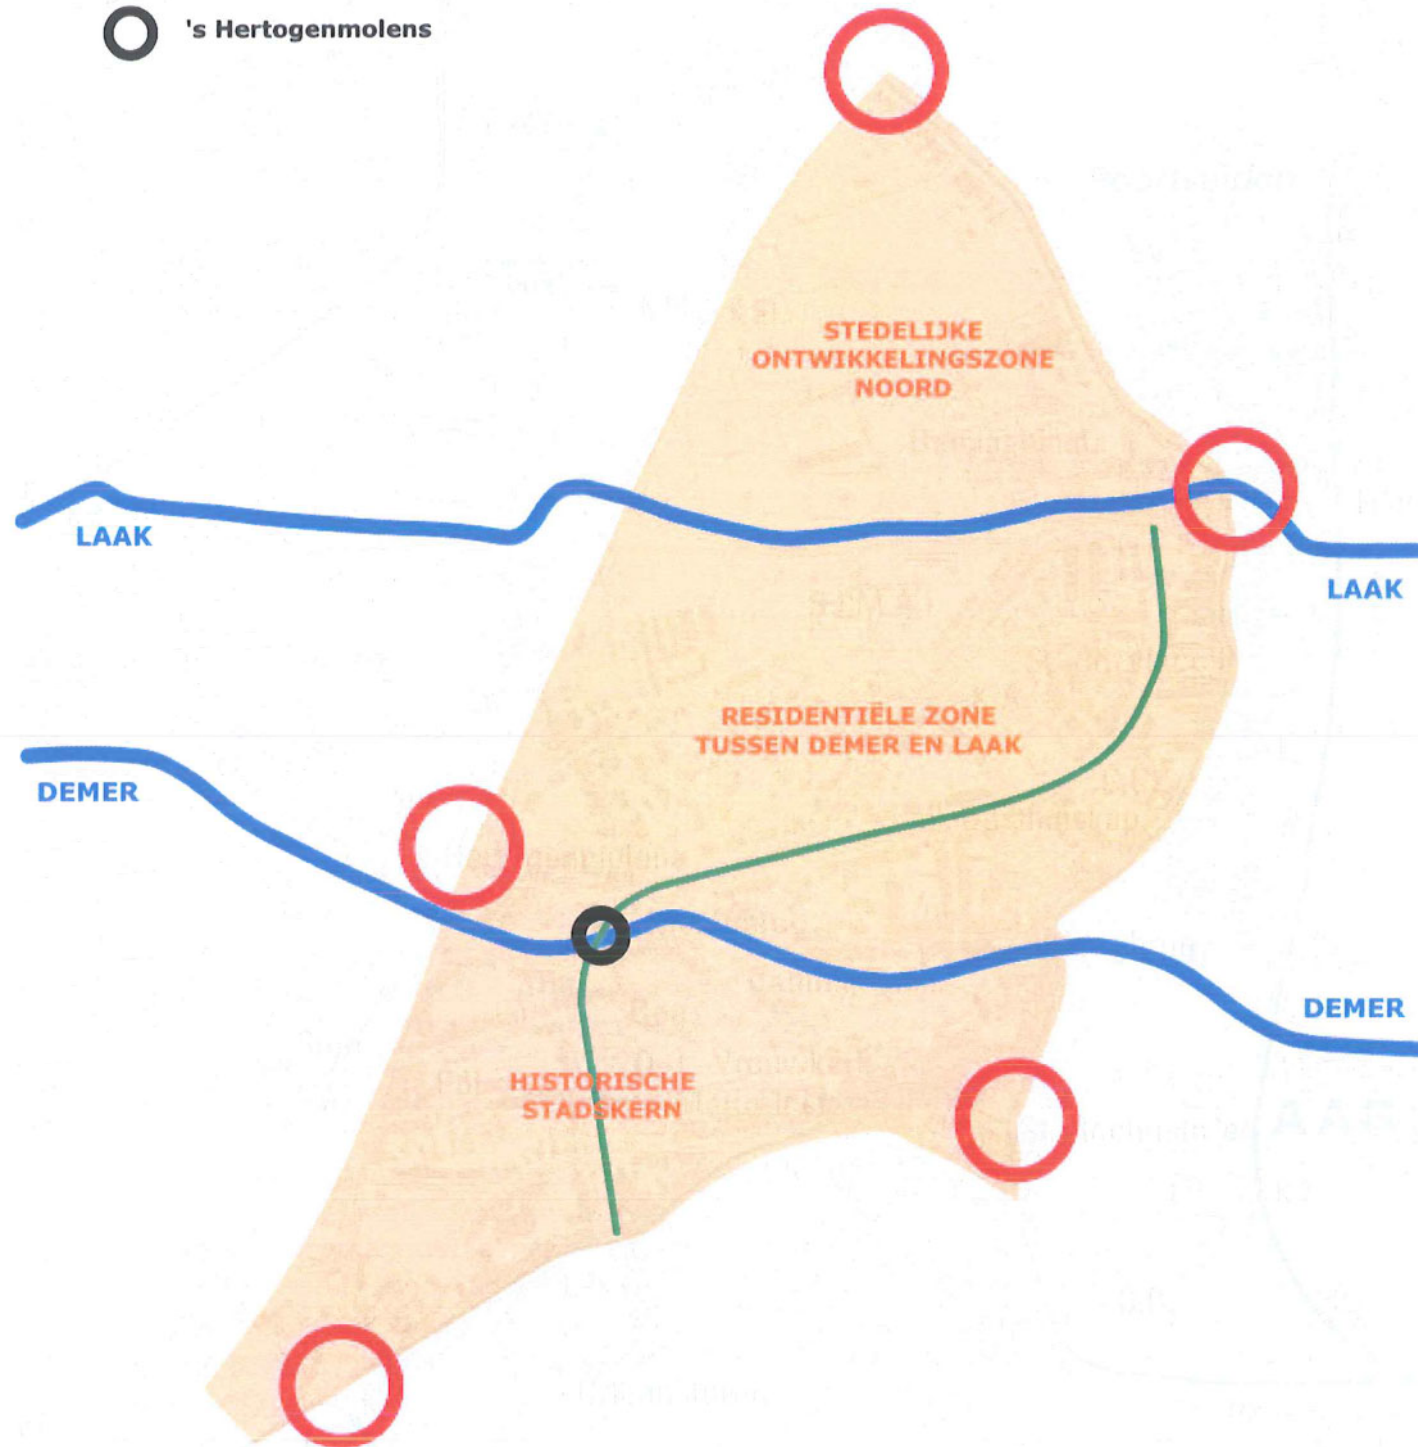 's Hertogenmolens
STEDELIJKE
ONTWIKKELINGSZONE
NOORD
LAAK
LAAK
RESIDENTIËLE ZONE
TUSSEN DEMER EN LAAK
DEMER
DEMER
HISTORISCHE
STADSKERN